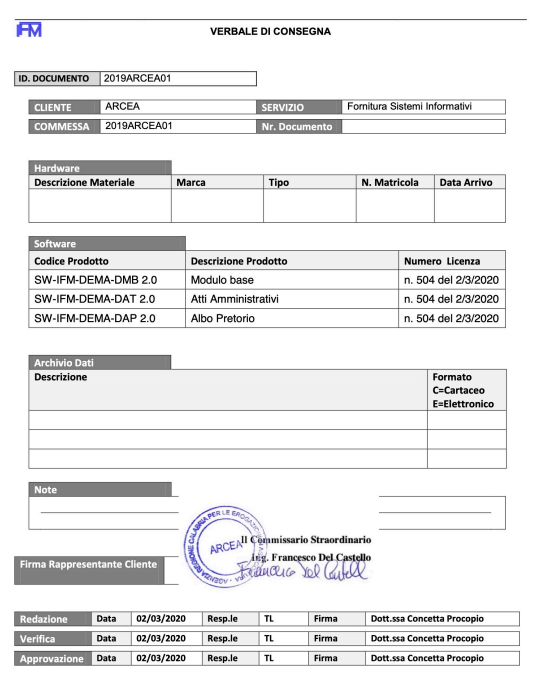 IFM
VERBALE DI CONSEGNA
ID. DOCUMENTO 2019ARCEA01
CLIENTE ARCEA SERVIZIO Fornitura Sistemi Informativi
COMMESSA 2019ARCEA01 Nr. Documento
Hardware
Descrizione Materiale Marca Tipo N. Matricola Data Arrivo
Software
Codice Prodotto Descrizione Prodotto Numero Licenza
SW-IFM-DEMA-DMB 2.0 Modulo base n. 504 del 2/3/2020
SW-IFM-DEMA-DAT 2.0 Atti Amministrativi n. 504 del 2/3/2020
SW-IFM-DEMA-DAP 2.0 Albo Pretorio n. 504 del 2/3/2020
Archivio Dati
Descrizione Formato
C=Cartaceo
E=Elettronico
Note
ARCEA
Il Commissario Straordinario
Ing. Francesco Del Castello
Francesco Del Castello
Firma Rappresentante Cliente
Redazione Data 02/03/2020 Resp.le TL Firma Dott.ssa Concetta Procopio
Verifica Data 02/03/2020 Resp.le TL Firma Dott.ssa Concetta Procopio
Approvazione Data 02/03/2020 Resp.le TL Firma Dott.ssa Concetta Procopio